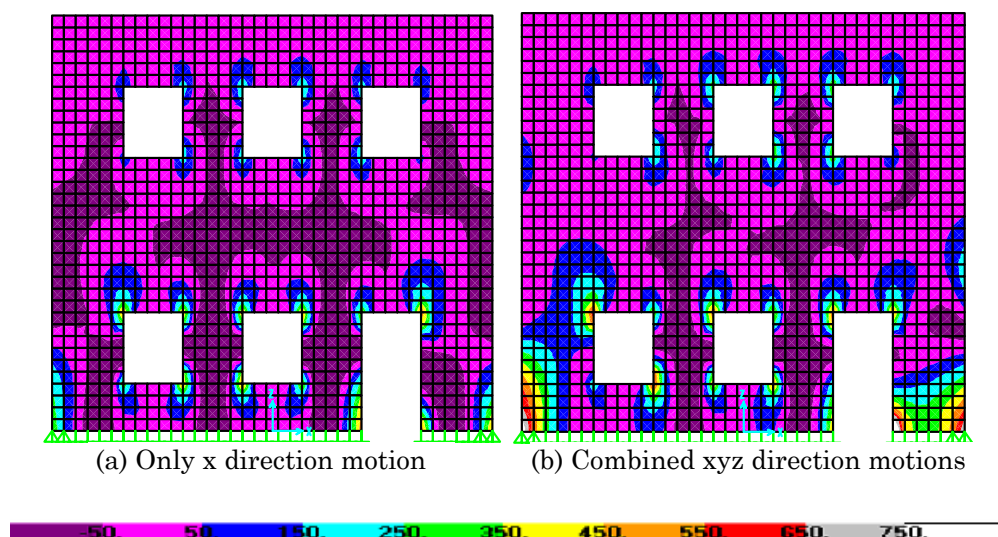 Z
X
Z
X
(a) Only x direction motion
(b) Combined xyz direction motions
-50. 50. 150. 250. 350. 450. 550. 650. 750.